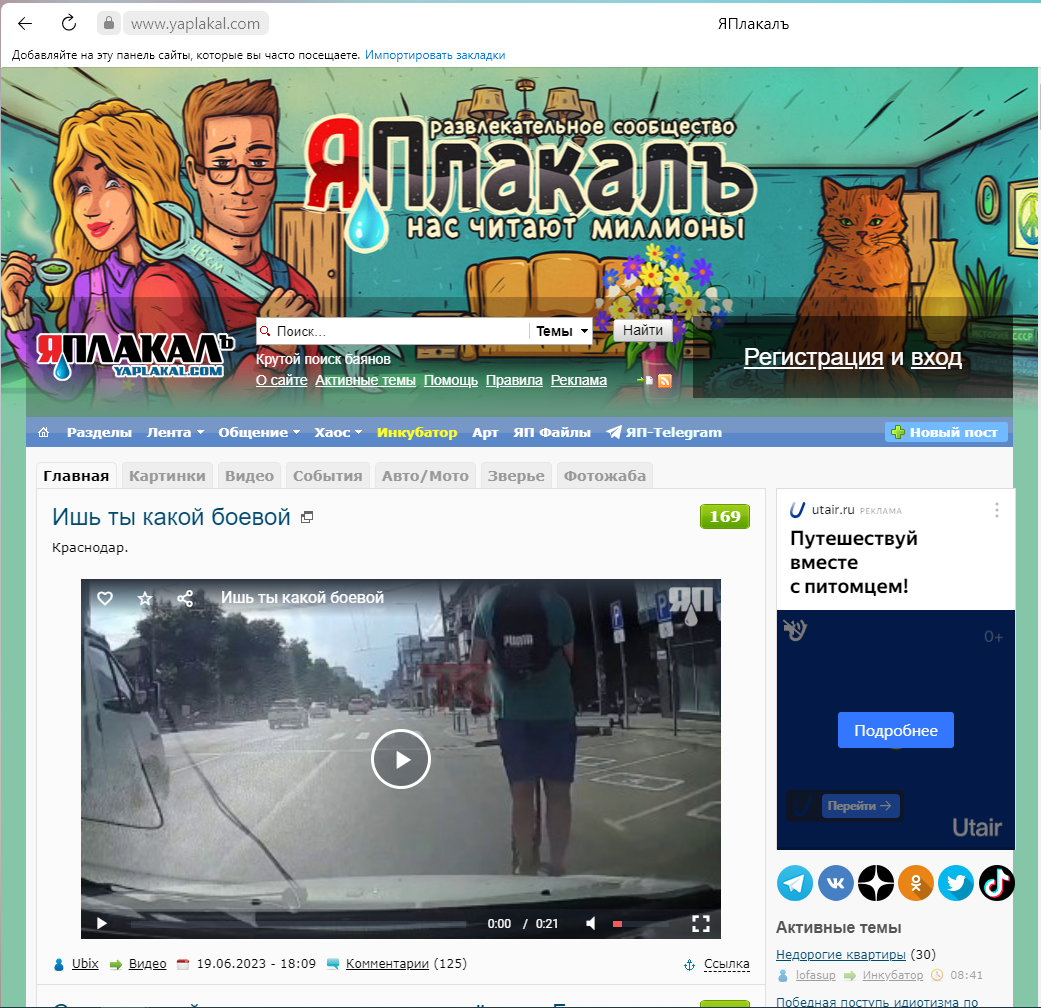 www.yaplakal.com
ЯПлакалъ
Добавляйте на эту панель сайты, которые вы часто посещаете. Импортировать закладки
развлекательное сообщество
ЯПлакалъ
нас читают миллионы
ЯПЛАКАЛЪ
YAPLAKAL.COM
Поиск...
Темы
Найти
Крутой поиск баянов
О сайте Активные темы Помощь Правила Реклама
Регистрация и вход
Разделы Лента Общение Хаос Инкубатор Арт ЯП Файлы ЯП-Telegram
Новый пост
Главная Картинки Видео События Авто/Мото Зверье Фотожаба
Ишь ты какой боевой
169
Краснодар.
Ишь ты какой боевой
ЯП
0:00 / 0:21
Ubix Видео 19.06.2023 - 18:09 Комментарии (125)
Ссылка
utair.ru РЕКЛАМА
Путешествуй
вместе
с питомцем!
0+
Подробнее
Перейти →
Utair
Активные темы
Недорогие квартиры (30)
lofasup Инкубатор 08:41
Победная поступь идиотизма по